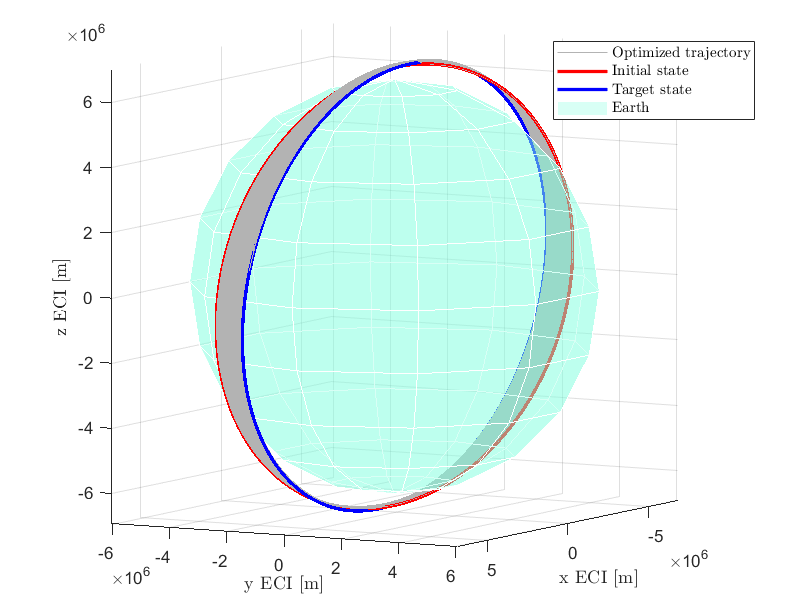 ×10⁶
Optimized trajectory
Initial state
Target state
Earth
6
4
2
0
-2
-4
-6
z ECI [m]
-6
-4
-2
0
2
4
6
×10⁶
y ECI [m]
5
0
-5
×10⁶
x ECI [m]